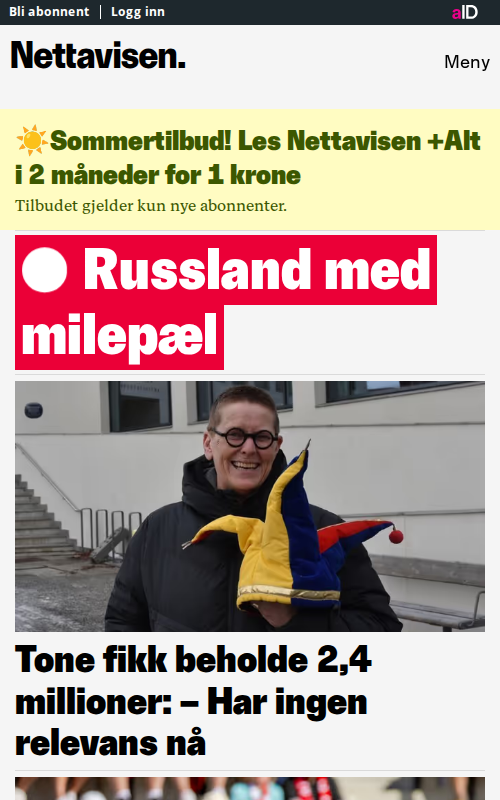 Bli abonnent
Logg inn
aID
Nettavisen.
Meny
☀️Sommertilbud! Les Nettavisen +Alt
i 2 måneder for 1 krone
Tilbudet gjelder kun nye abonnenter.
Russland med
milepæl
Tone fikk beholde 2,4
millioner: – Har ingen
relevans nå